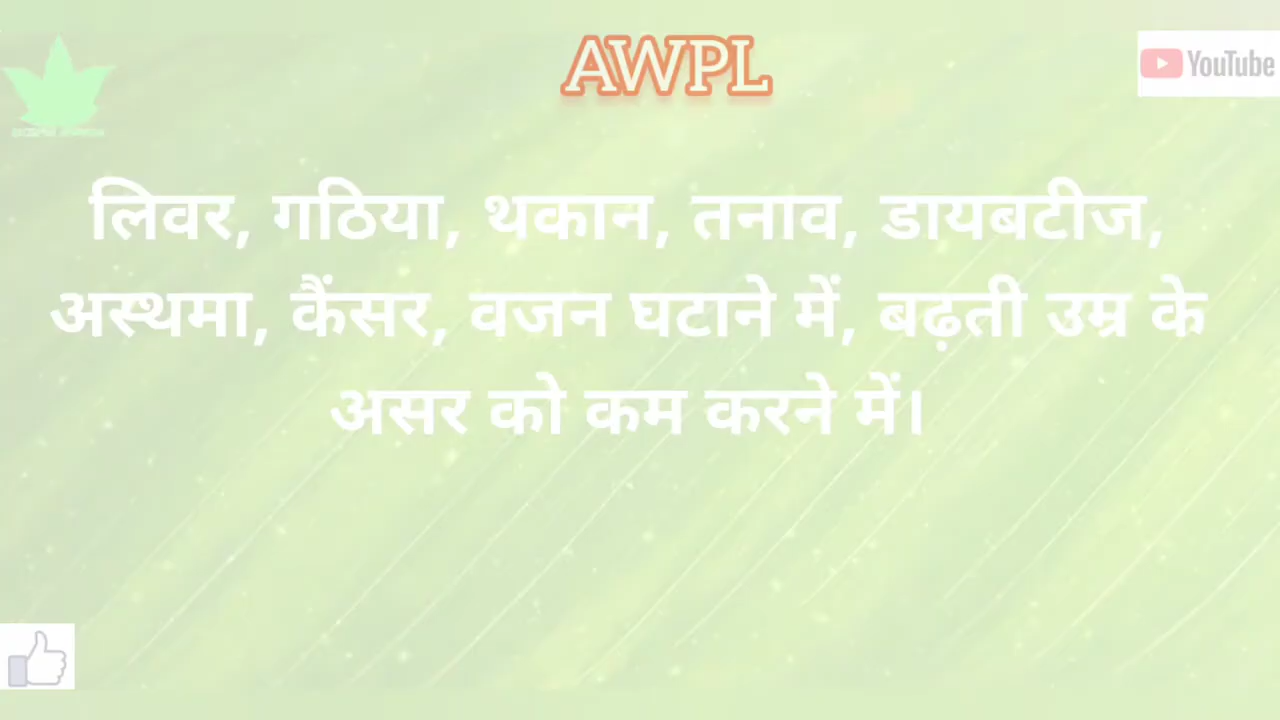 AWPL
YouTube
लिवर, गठिया, थकान, तनाव, डायबटीज,
अस्थमा, कैंसर, वजन घटाने में, बढ़ती उम्र के
असर को कम करने में।